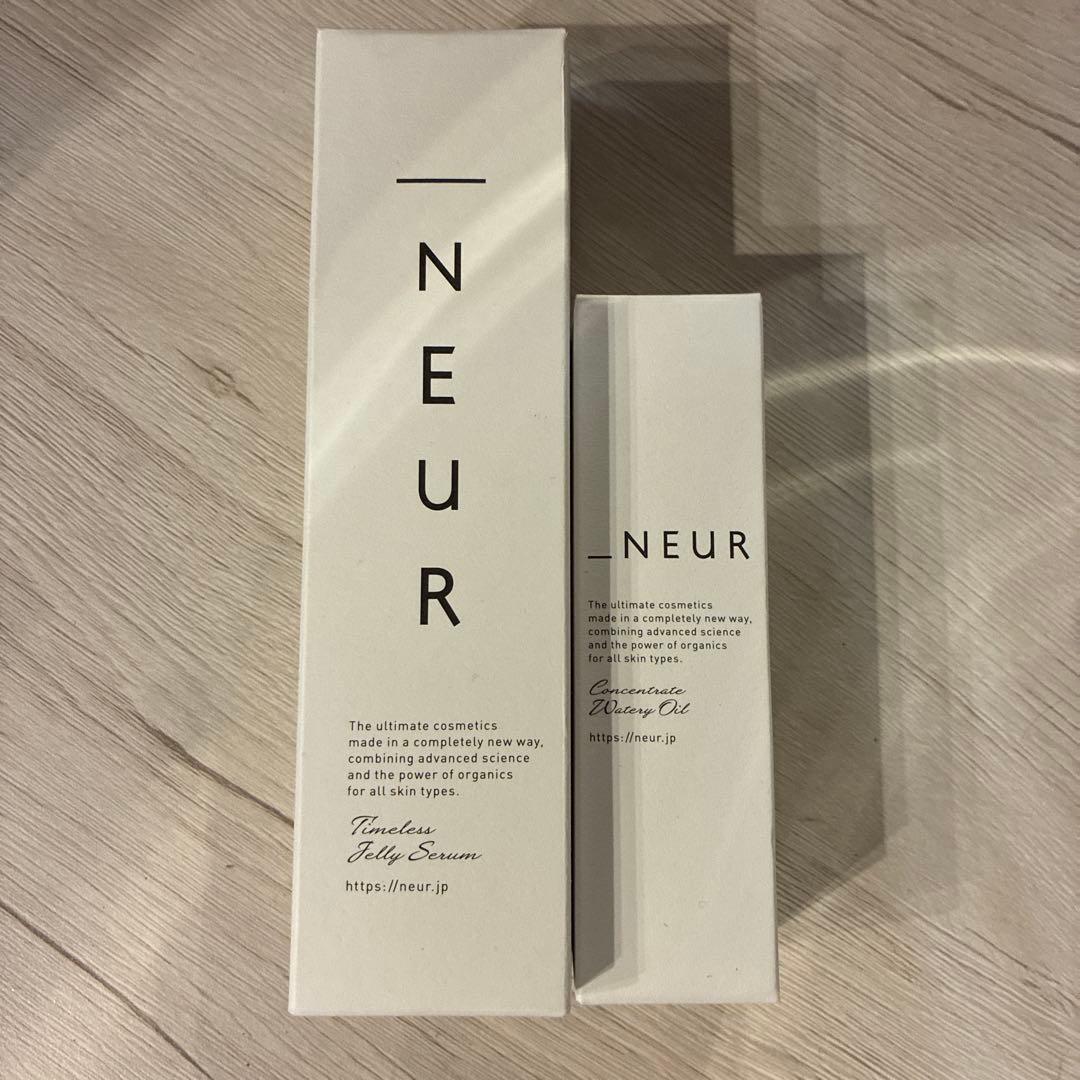 _NEUR
The ultimate cosmetics
made in a completely new way,
combining advanced science
and the power of organics
for all skin types.
Timeless
Jelly Serum
https://neur.jp
_NEUR
The ultimate cosmetics
made in a completely new way,
combining advanced science
and the power of organics
for all skin types.
Concentrate
Watery Oil
https://neur.jp